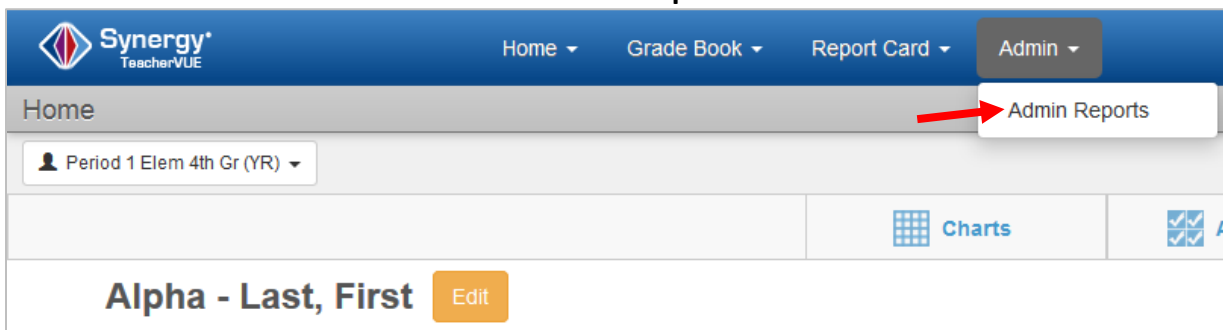 Synergy
TeacherVUE
Home Grade Book Report Card Admin
Home
Admin Reports
Period 1 Elem 4th Gr (YR)
Charts
Alpha - Last, First Edit